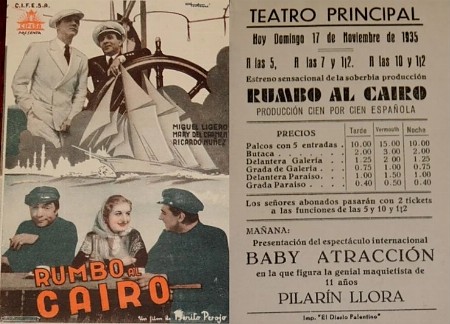 C.I.F.E.S.A.
PRESENTA
MIGUEL LIGERO
MARY DEL CARMEN
RICARDO NUÑEZ
RUMBO AL
CAIRO
Un film de Benito Perojo
TEATRO PRINCIPAL
Hoy Domingo 17 de Noviembre de 1935
A las 5, A las 7 y 1|2. A las 10 y 1|2
Estreno sensacional de la soberbia producción
RUMBO AL CAIRO
PRODUCCIÓN CIEN POR CIEN ESPAÑOLA
PRECIOS Tarde Vermouth Noche
Palcos con 5 entradas. 10.00 15.00 10.00
Butaca 2.00 3.00 2.00
Delantera Galería 1.25 2.00 1.25
Grada de Galería 0.75 1.00 0.75
Delantera Paraíso 1.00 1.50 1.00
Grada Paraíso 0.40 0.50 0.40
Los señores abonados pasarán con 2 tickets
a las funciones de las 5 y 10 y 1|2
MAÑANA:
Presentación del espectáculo internacional
BABY ATRACCIÓN
en la que figura la genial maquietista de
11 años
PILARÍN LLORA
Imp. "El Diario Palentino"